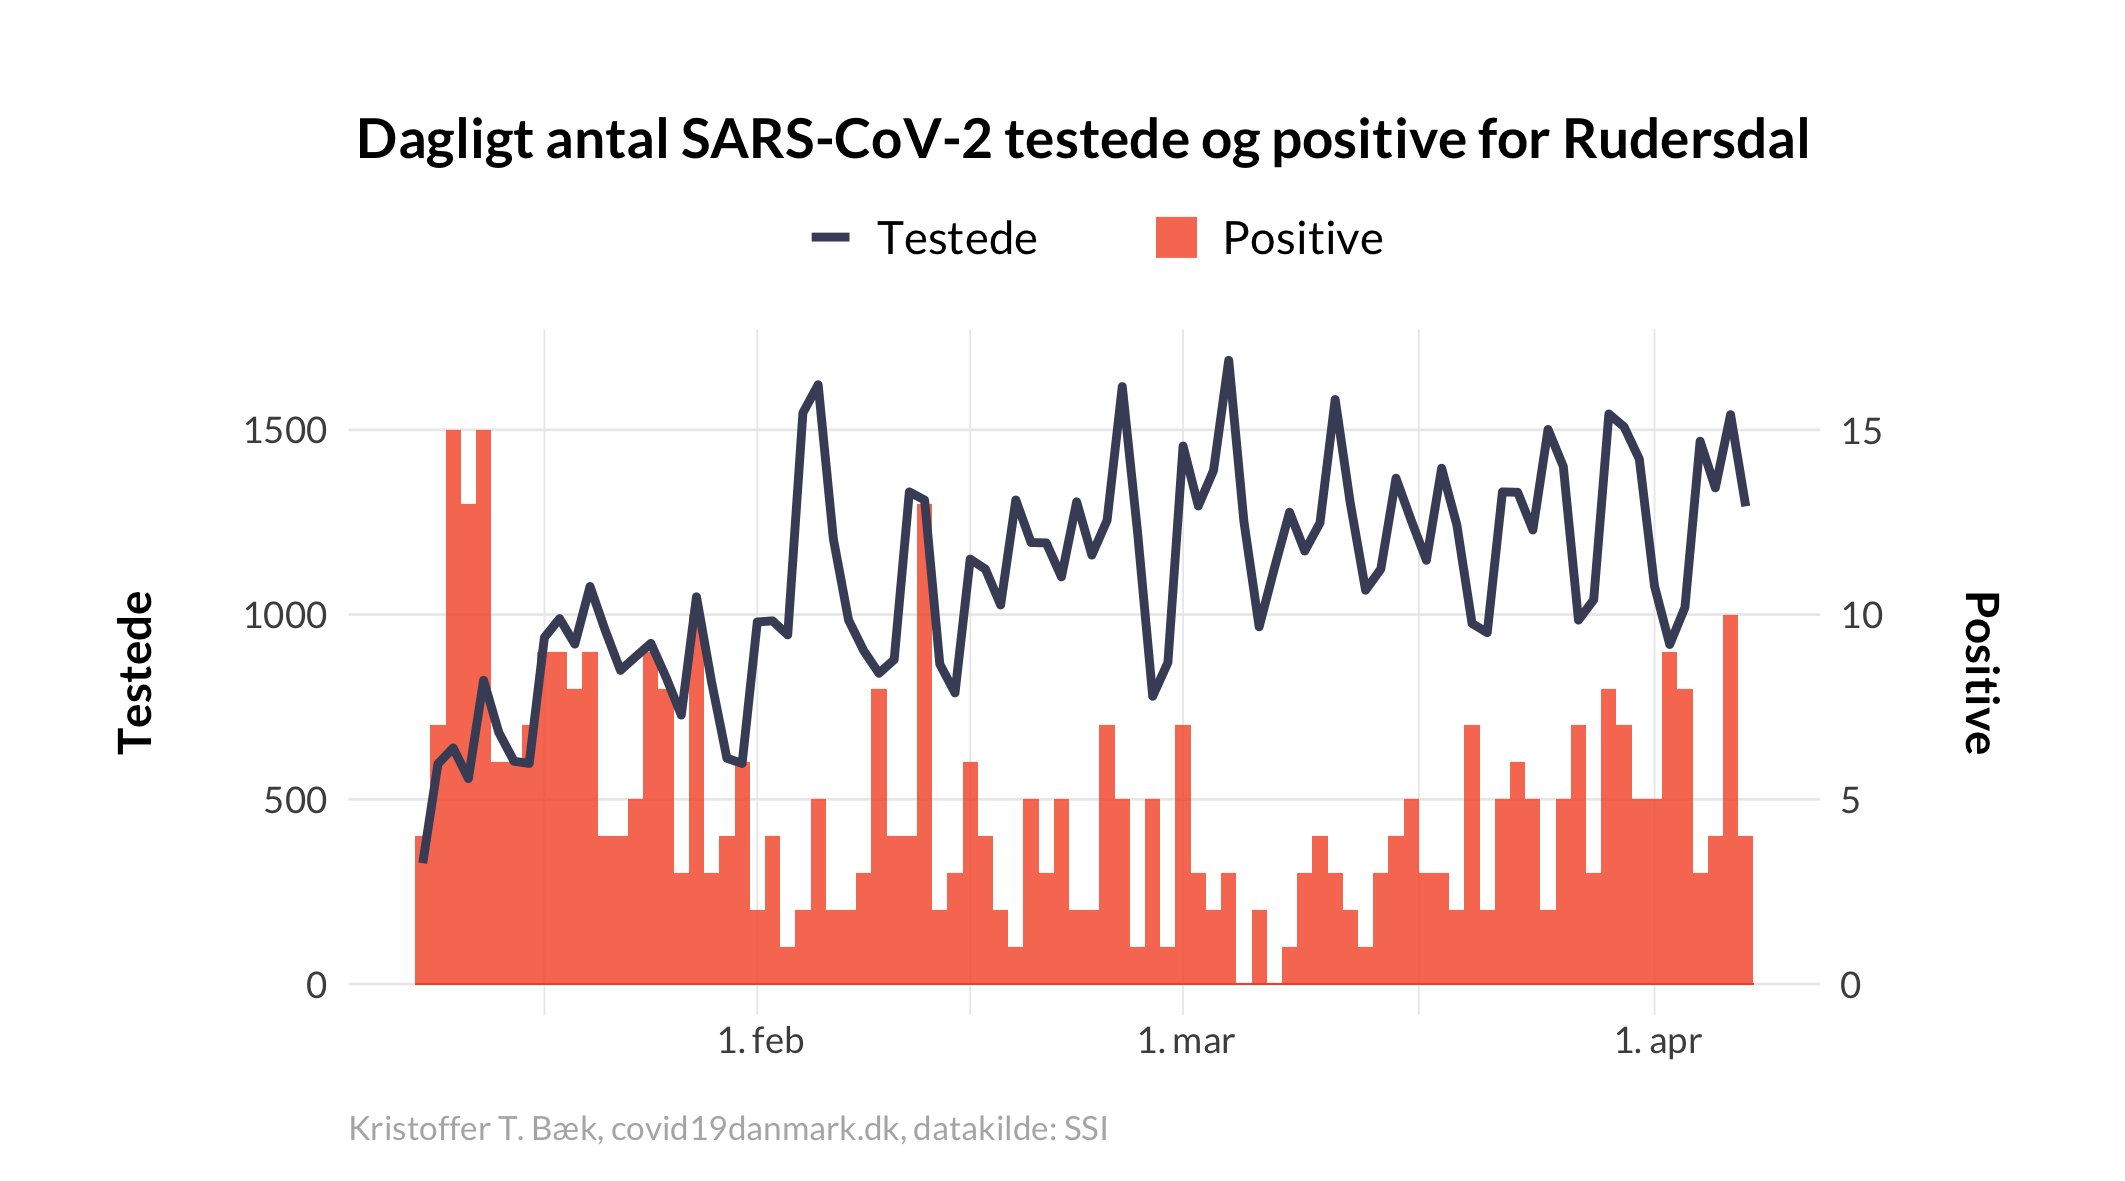 Dagligt antal SARS-CoV-2 testede og positive for Rudersdal
Testede
Positive
1500
1000
500
0
Testede
15
10
5
0
Positive
1. feb
1. mar
1. apr
Kristoffer T. Bæk, covid19danmark.dk, datakilde: SSI